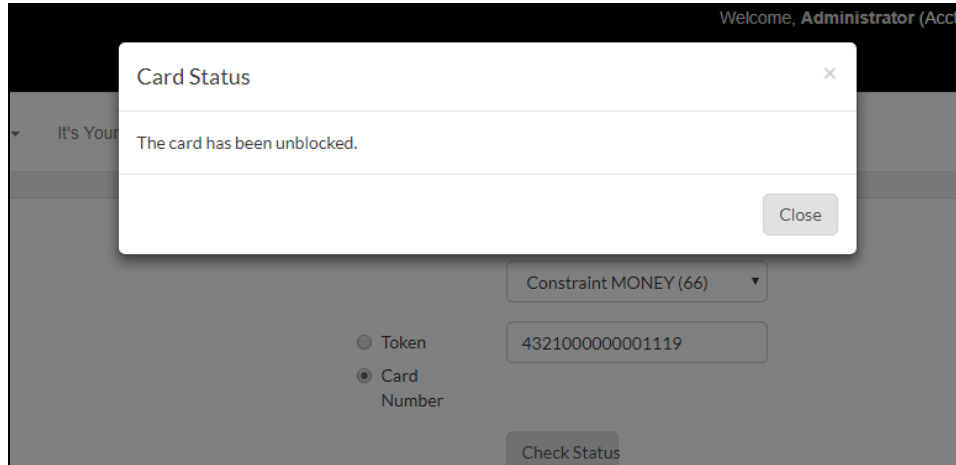 Welcome, Administrator (Acct
Card Status
×
It's Your
The card has been unblocked.
Close
Constraint MONEY (66)
Token
4321000000001119
Card
Number
Check Status